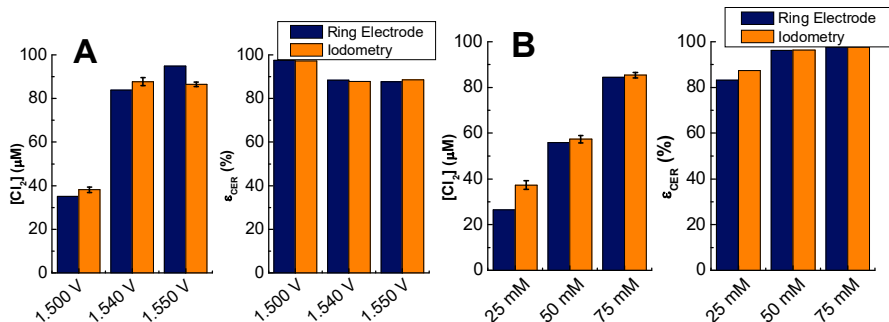 A
Ring Electrode
Iodometry
[Cl₂] (µM)
100
80
60
40
20
0
1.500 V
1.540 V
1.550 V
ε_CER (%)
100
80
60
40
20
0
1.500 V
1.540 V
1.550 V
B
Ring Electrode
Iodometry
[Cl₂] (µM)
100
80
60
40
20
0
25 mM
50 mM
75 mM
ε_CER (%)
100
80
60
40
20
0
25 mM
50 mM
75 mM